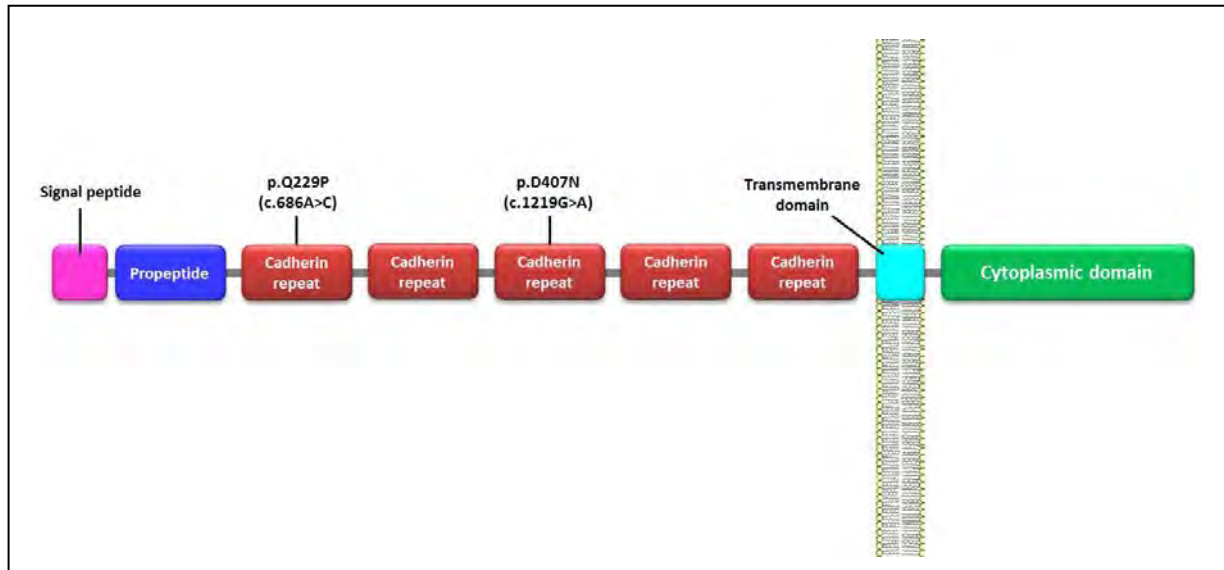 Signal peptide
p.Q229P
(c.686A>C)
p.D407N
(c.1219G>A)
Transmembrane
domain
Propeptide
Cadherin
repeat
Cadherin
repeat
Cadherin
repeat
Cadherin
repeat
Cadherin
repeat
Cytoplasmic domain